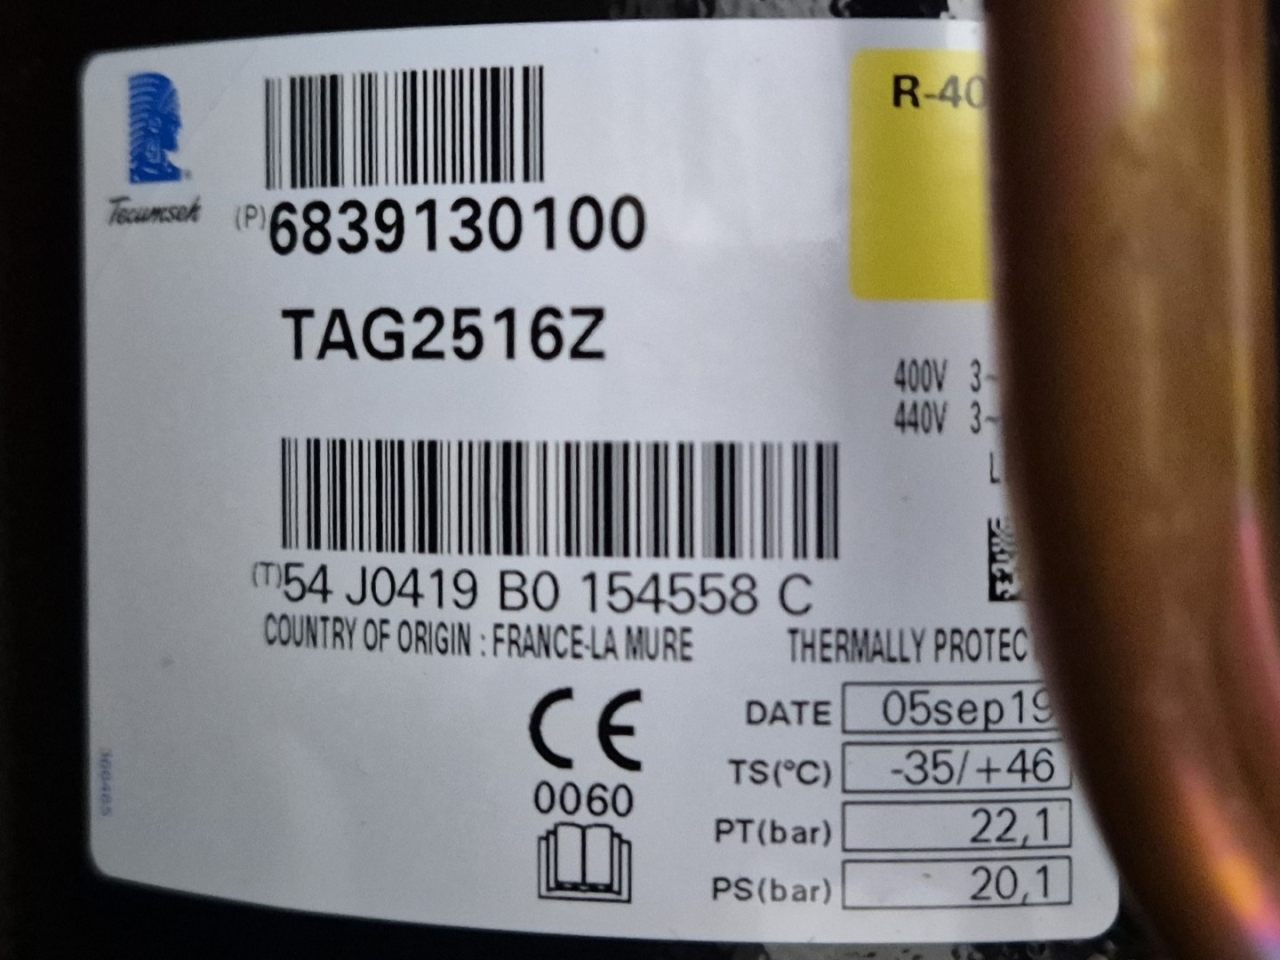 Tecumseh
(P)6839130100
TAG2516Z
R-40
400V 3~
440V 3~
L
(T)54 J0419 B0 154558 C
COUNTRY OF ORIGIN : FRANCE-LA MURE
THERMALLY PROTEC
CE
0060
DATE 05sep19
TS(°C) -35/+46
PT(bar) 22,1
PS(bar) 20,1